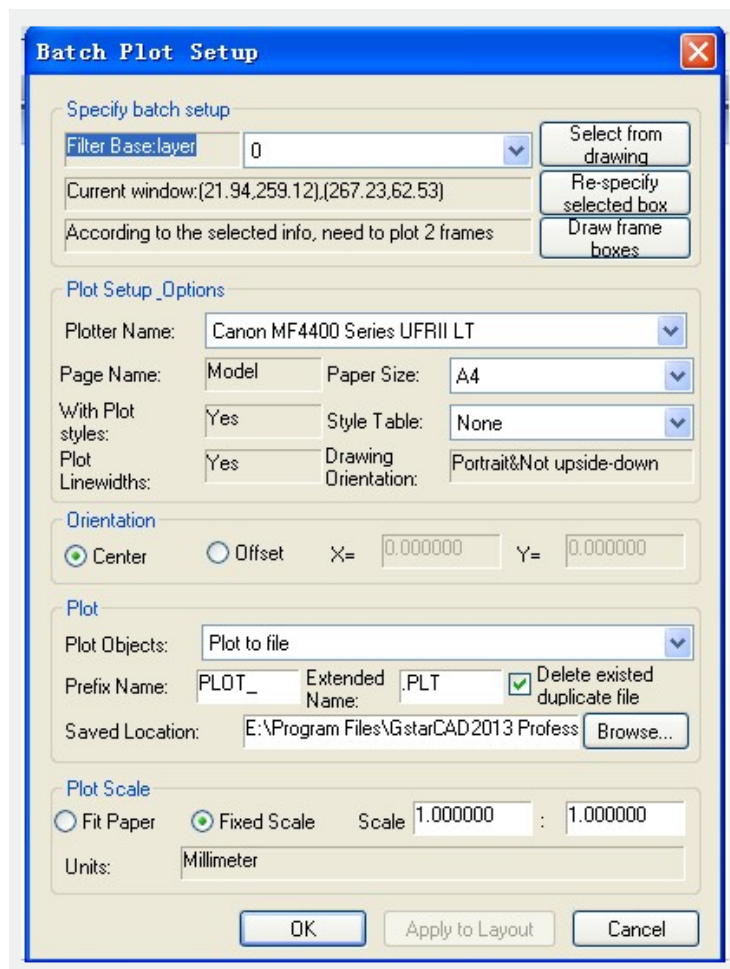 Batch Plot Setup
Specify batch setup
Filter Base:layer 0 Select from
drawing
Current window:(21.94,259.12),(267.23,62.53) Re-specify
selected box
According to the selected info, need to plot 2 frames Draw frame
boxes
Plot Setup_Options
Plotter Name: Canon MF4400 Series UFRII LT
Page Name: Model Paper Size: A4
With Plot
styles: Yes Style Table: None
Plot
Linewidths: Yes Drawing
Orientation: Portrait&Not upside-down
Orientation
Center Offset X= 0.000000 Y= 0.000000
Plot
Plot Objects: Plot to file
Prefix Name: PLOT_ Extended
Name: .PLT Delete existed
duplicate file
Saved Location: E:\Program Files\GstarCAD2013 Profess Browse...
Plot Scale
Fit Paper Fixed Scale Scale 1.000000 : 1.000000
Units: Millimeter
OK Apply to Layout Cancel